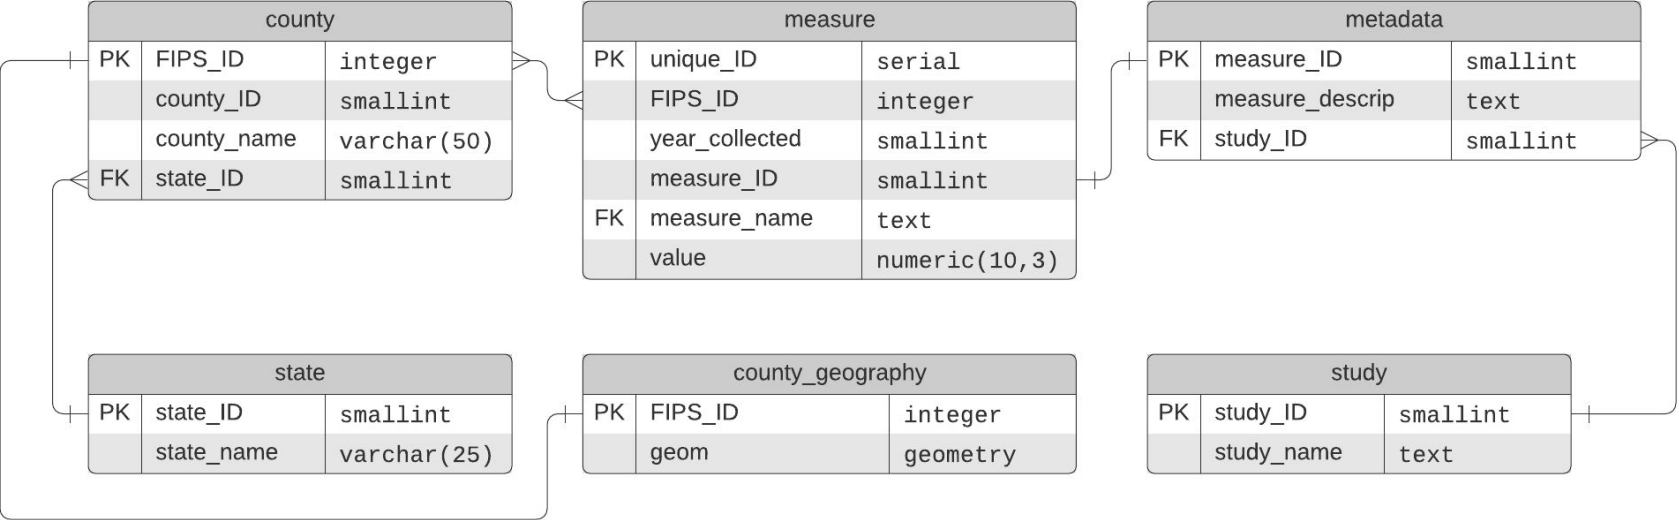 county
PK FIPS_ID integer
county_ID smallint
county_name varchar(50)
FK state_ID smallint
measure
PK unique_ID serial
FIPS_ID integer
year_collected smallint
measure_ID smallint
FK measure_name text
value numeric(10,3)
metadata
PK measure_ID smallint
measure_descrip text
FK study_ID smallint
state
PK state_ID smallint
state_name varchar(25)
county_geography
PK FIPS_ID integer
geom geometry
study
PK study_ID smallint
study_name text